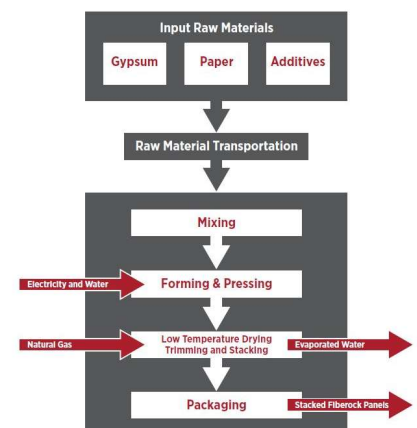 Input Raw Materials
Gypsum Paper Additives
Raw Material Transportation
Mixing
Electricity and Water
Forming & Pressing
Natural Gas
Low Temperature Drying
Trimming and Stacking
Evaporated Water
Packaging
Stacked Fiberock Panels